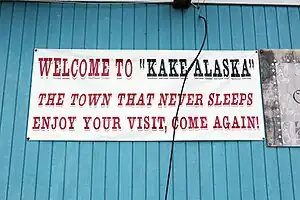 WELCOME TO "KAKE ALASKA"
THE TOWN THAT NEVER SLEEPS
ENJOY YOUR VISIT, COME AGAIN!